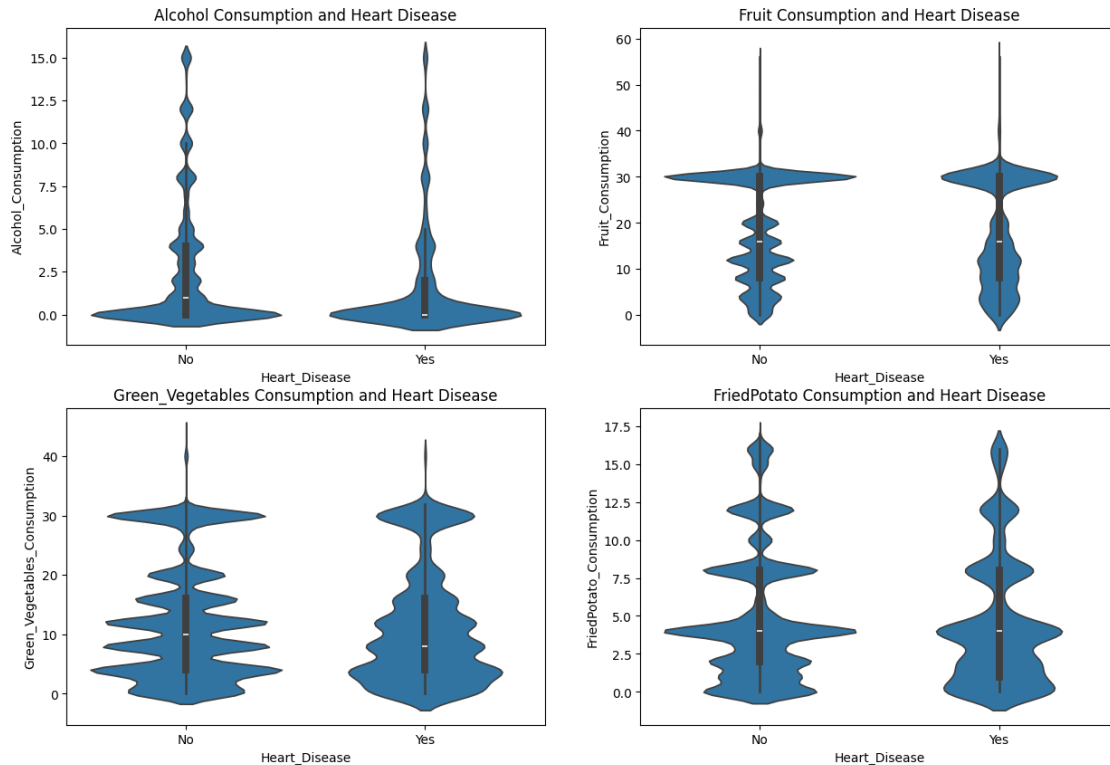 Alcohol Consumption and Heart Disease
Alcohol_Consumption
15.0
12.5
10.0
7.5
5.0
2.5
0.0
No
Yes
Heart_Disease
Fruit Consumption and Heart Disease
Fruit_Consumption
60
50
40
30
20
10
0
No
Yes
Heart_Disease
Green_Vegetables Consumption and Heart Disease
Green_Vegetables_Consumption
40
30
20
10
0
No
Yes
Heart_Disease
FriedPotato Consumption and Heart Disease
FriedPotato_Consumption
17.5
15.0
12.5
10.0
7.5
5.0
2.5
0.0
No
Yes
Heart_Disease